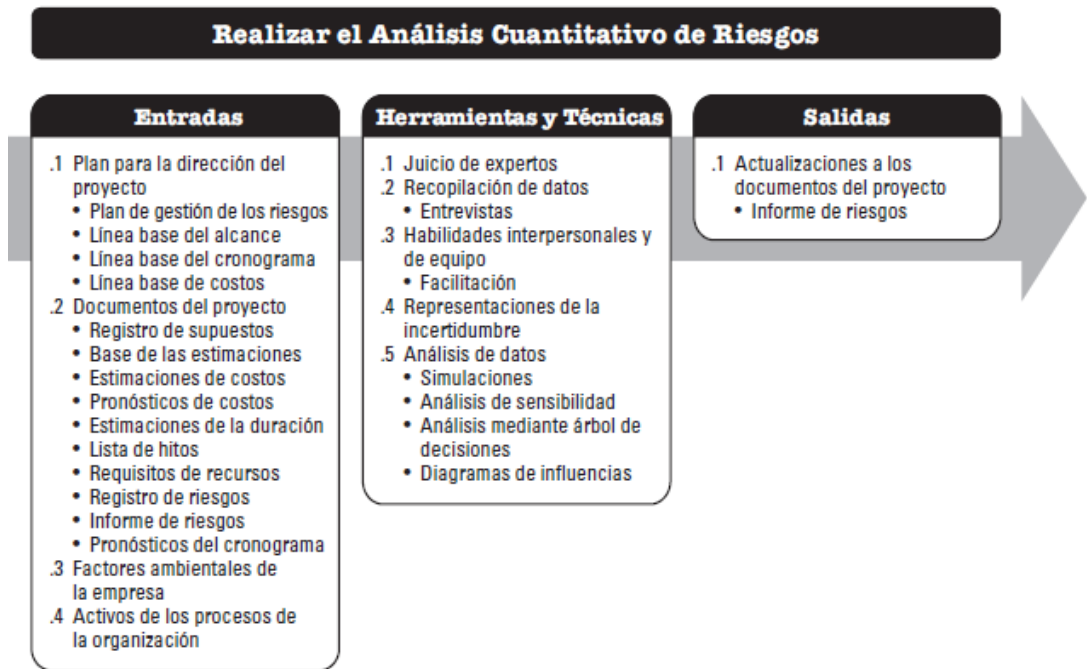 Realizar el Análisis Cuantitativo de Riesgos
Entradas
.1 Plan para la dirección del
proyecto
• Plan de gestión de los riesgos
• Línea base del alcance
• Línea base del cronograma
• Línea base de costos
.2 Documentos del proyecto
• Registro de supuestos
• Base de las estimaciones
• Estimaciones de costos
• Pronósticos de costos
• Estimaciones de la duración
• Lista de hitos
• Requisitos de recursos
• Registro de riesgos
• Informe de riesgos
• Pronósticos del cronograma
.3 Factores ambientales de
la empresa
.4 Activos de los procesos de
la organización
Herramientas y Técnicas
.1 Juicio de expertos
.2 Recopilación de datos
• Entrevistas
.3 Habilidades interpersonales y
de equipo
• Facilitación
.4 Representaciones de la
incertidumbre
.5 Análisis de datos
• Simulaciones
• Análisis de sensibilidad
• Análisis mediante árbol de
decisiones
• Diagramas de influencias
Salidas
.1 Actualizaciones a los
documentos del proyecto
• Informe de riesgos